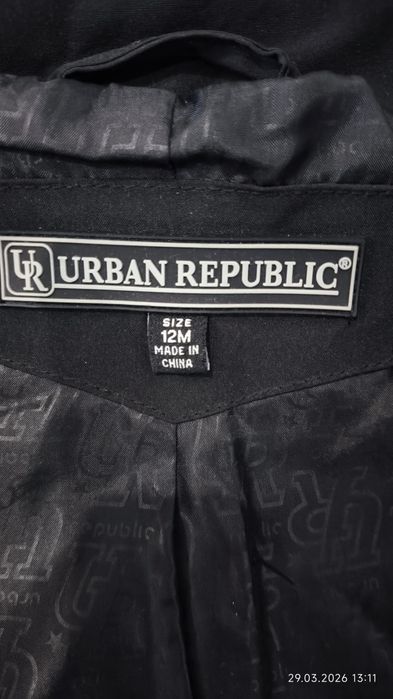 UR URBAN REPUBLIC®
SIZE
12M
MADE IN
CHINA
29.03.2026 13:11